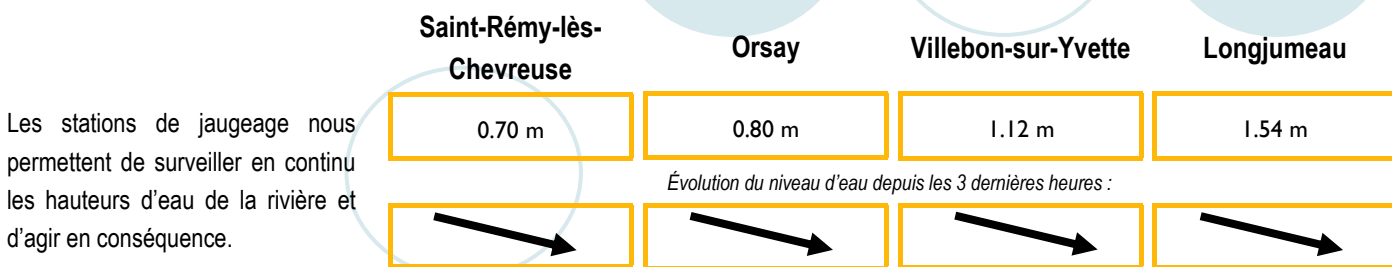 Saint-Rémy-lès-
Chevreuse
Orsay
Villebon-sur-Yvette
Longjumeau
Les stations de jaugeage nous
permettent de surveiller en continu
les hauteurs d’eau de la rivière et
d’agir en conséquence.
0.70 m
0.80 m
1.12 m
1.54 m
Évolution du niveau d’eau depuis les 3 dernières heures :